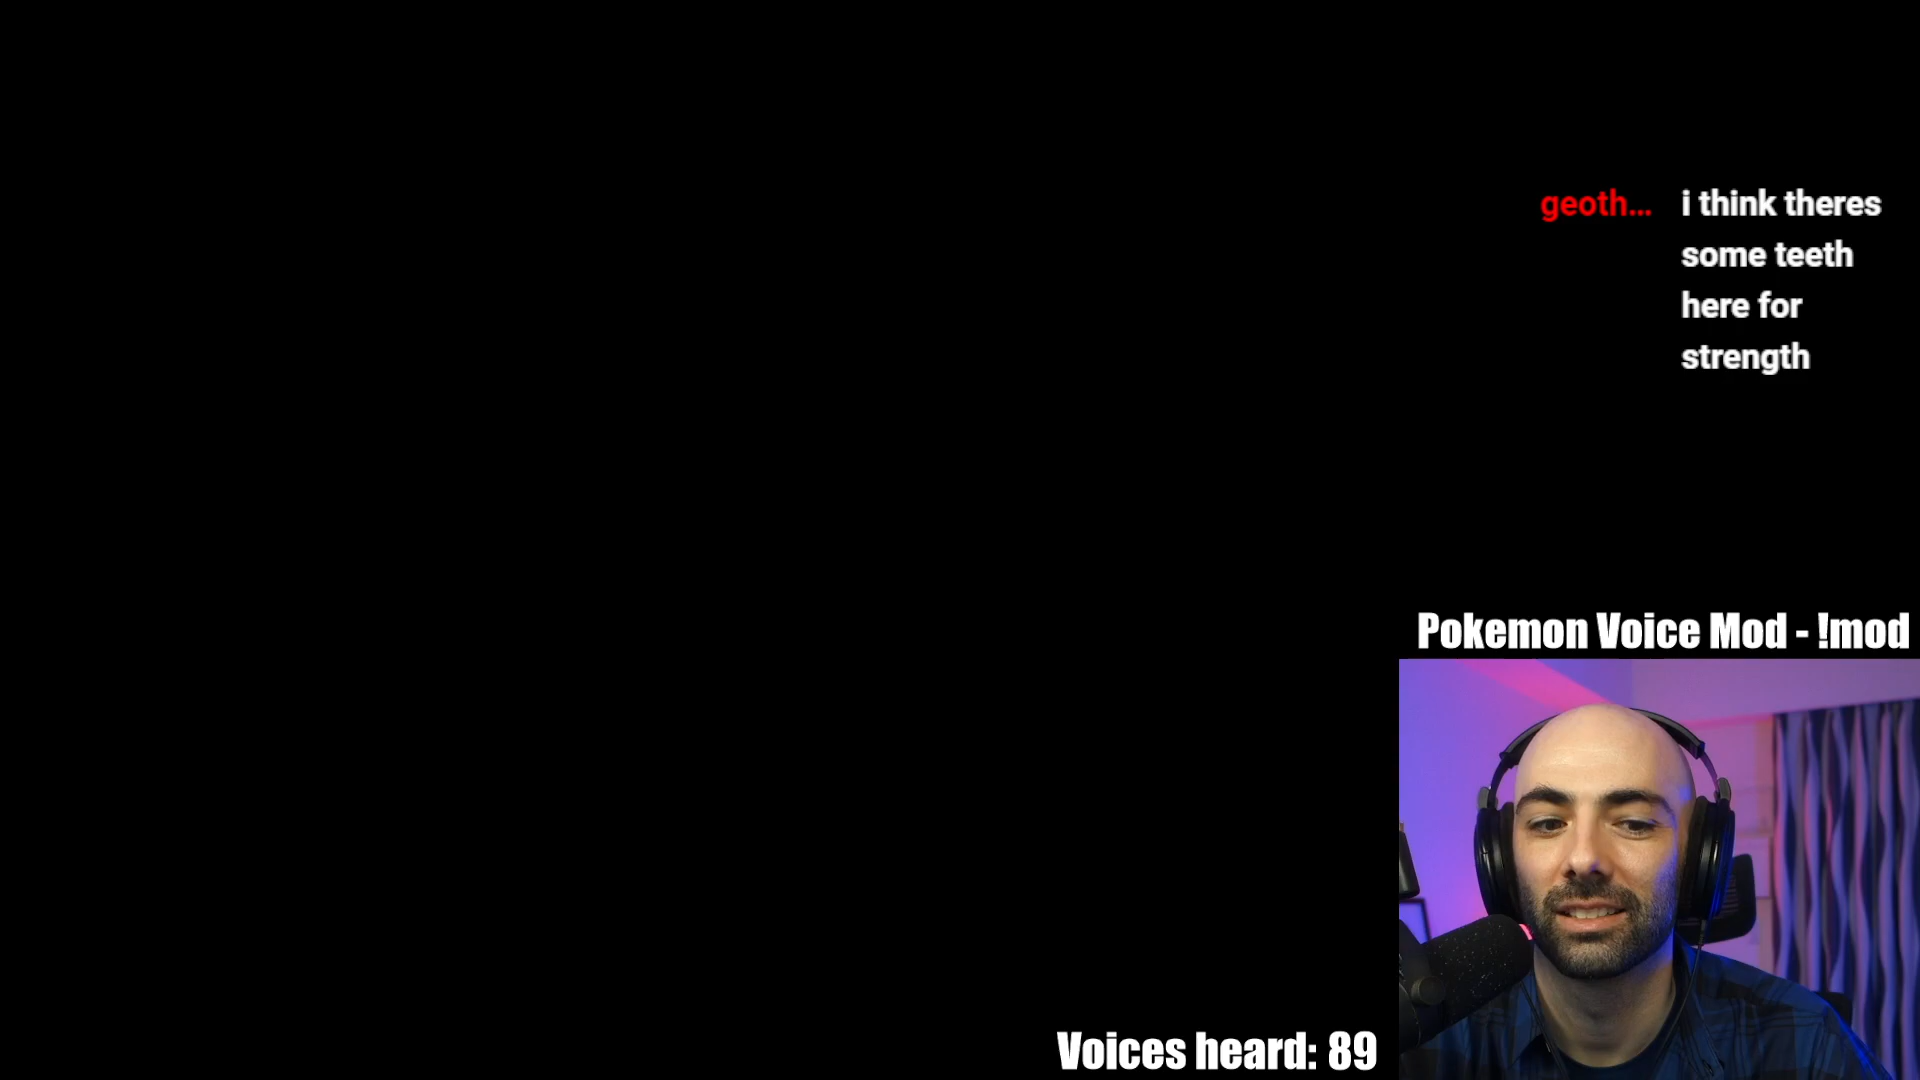 geoth... i think theres
some teeth
here for
strength
Pokemon Voice Mod - !mod
Voices heard: 89